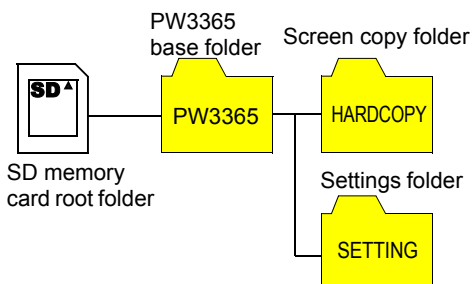 PW3365
base folder
Screen copy folder
SD
PW3365
HARDCOPY
SD memory
card root folder
Settings folder
SETTING